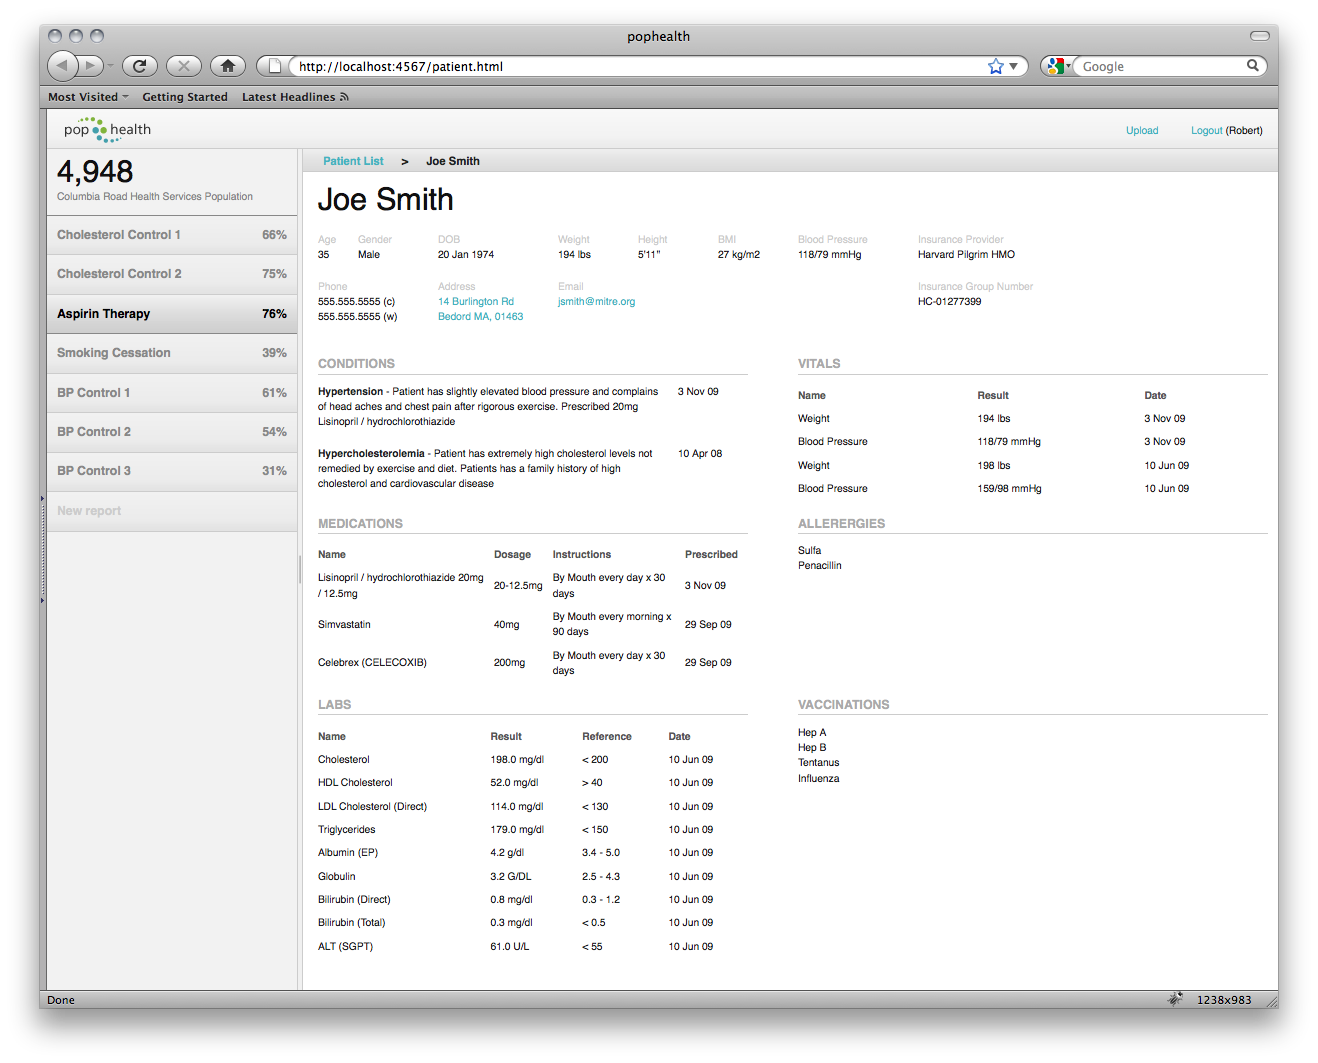 pophealth
http://localhost:4567/patient.html
Google
Most Visited Getting Started Latest Headlines
pop health
Upload Logout (Robert)
4,948
Columbia Road Health Services Population
Cholesterol Control 1 66%
Cholesterol Control 2 75%
Aspirin Therapy 76%
Smoking Cessation 39%
BP Control 1 61%
BP Control 2 54%
BP Control 3 31%
New report
Patient List > Joe Smith
Joe Smith
Age Gender DOB Weight Height BMI Blood Pressure Insurance Provider
35 Male 20 Jan 1974 194 lbs 5'11" 27 kg/m2 118/79 mmHg Harvard Pilgrim HMO
Phone Address Email Insurance Group Number
555.555.5555 (c) 14 Burlington Rd jsmith@mitre.org HC-01277399
555.555.5555 (w) Bedord MA, 01463
CONDITIONS
Hypertension - Patient has slightly elevated blood pressure and complains 3 Nov 09
of head aches and chest pain after rigorous exercise. Prescribed 20mg
Lisinopril / hydrochlorothiazide
Hypercholesterolemia - Patient has extremely high cholesterol levels not 10 Apr 08
remedied by exercise and diet. Patients has a family history of high
cholesterol and cardiovascular disease
VITALS
Name Result Date
Weight 194 lbs 3 Nov 09
Blood Pressure 118/79 mmHg 3 Nov 09
Weight 198 lbs 10 Jun 09
Blood Pressure 159/98 mmHg 10 Jun 09
MEDICATIONS
Name Dosage Instructions Prescribed
Lisinopril / hydrochlorothiazide 20mg / 12.5mg 20-12.5mg By Mouth every day x 30 days 3 Nov 09
Simvastatin 40mg By Mouth every morning x 90 days 29 Sep 09
Celebrex (CELECOXIB) 200mg By Mouth every day x 30 days 29 Sep 09
ALLERERGIES
Sulfa
Penacillin
LABS
Name Result Reference Date
Cholesterol 198.0 mg/dl < 200 10 Jun 09
HDL Cholesterol 52.0 mg/dl > 40 10 Jun 09
LDL Cholesterol (Direct) 114.0 mg/dl < 130 10 Jun 09
Triglycerides 179.0 mg/dl < 150 10 Jun 09
Albumin (EP) 4.2 g/dl 3.4 - 5.0 10 Jun 09
Globulin 3.2 G/DL 2.5 - 4.3 10 Jun 09
Bilirubin (Direct) 0.8 mg/dl 0.3 - 1.2 10 Jun 09
Bilirubin (Total) 0.3 mg/dl < 0.5 10 Jun 09
ALT (SGPT) 61.0 U/L < 55 10 Jun 09
VACCINATIONS
Hep A
Hep B
Tentanus
Influenza
Done 1238x983